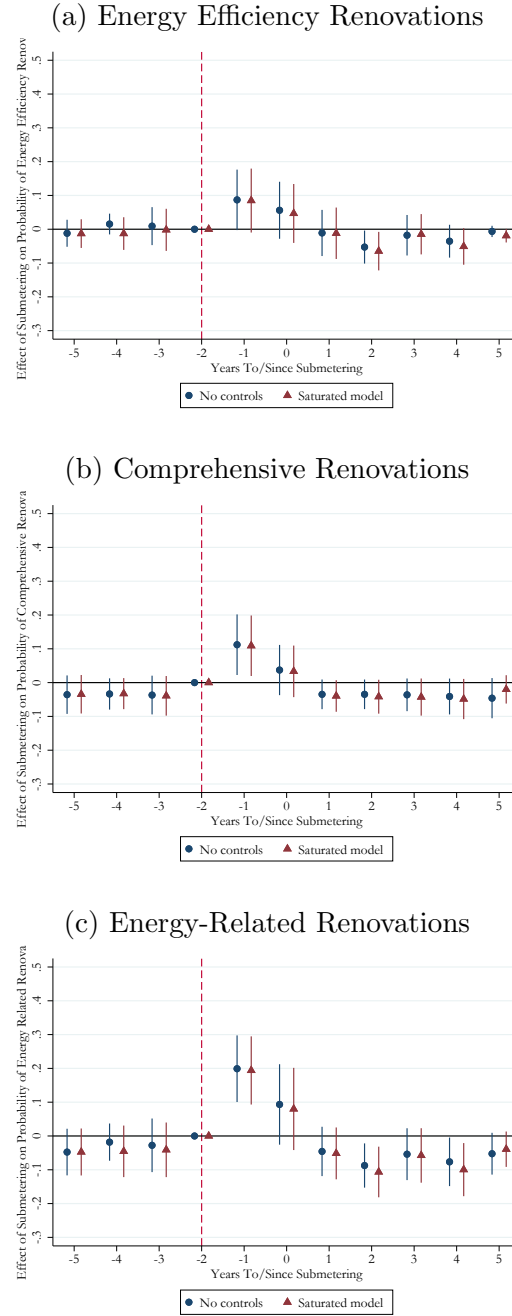 (a) Energy Efficiency Renovations
Effect of Submetering on Probability of Energy Efficiency Renov
.5
.4
.3
.2
.1
0
-.1
-.2
-.3
-5 -4 -3 -2 -1 0 1 2 3 4 5
Years To/Since Submetering
No controls Saturated model
(b) Comprehensive Renovations
Effect of Submetering on Probability of Comprehensive Renova
.5
.4
.3
.2
.1
0
-.1
-.2
-.3
-5 -4 -3 -2 -1 0 1 2 3 4 5
Years To/Since Submetering
No controls Saturated model
(c) Energy-Related Renovations
Effect of Submetering on Probability of Energy Related Renova
.5
.4
.3
.2
.1
0
-.1
-.2
-.3
-5 -4 -3 -2 -1 0 1 2 3 4 5
Years To/Since Submetering
No controls Saturated model